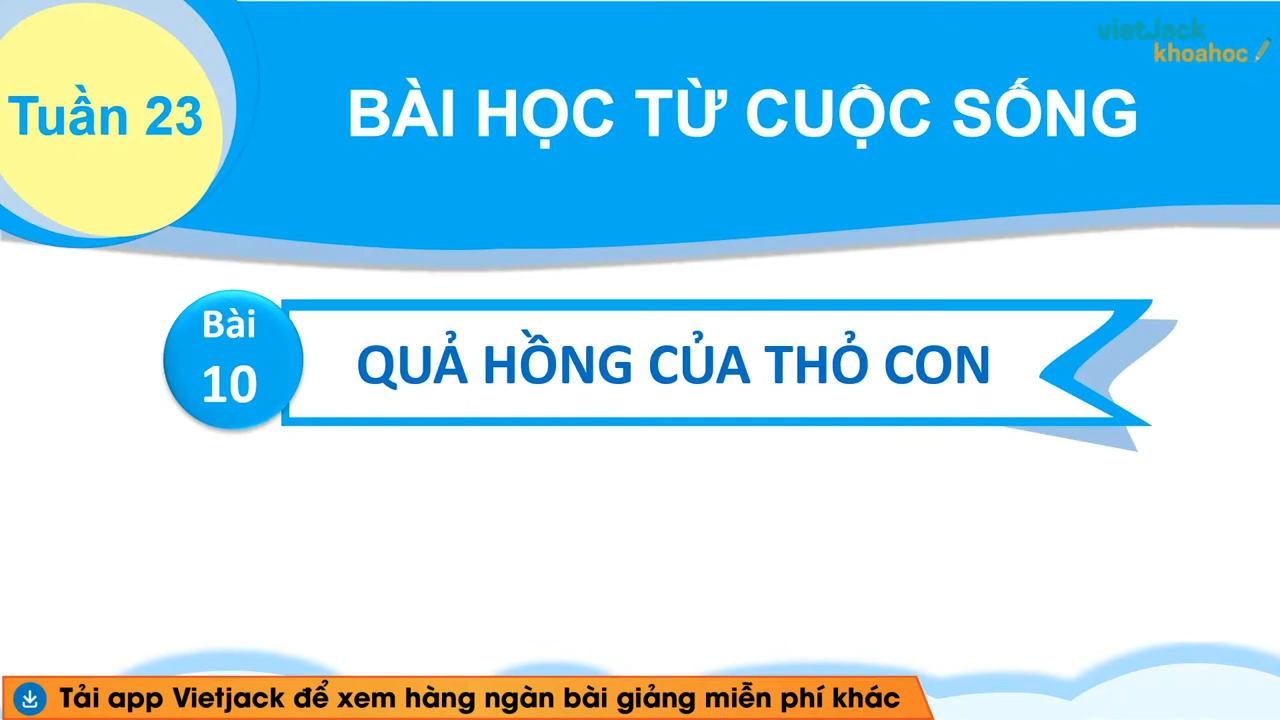 vietJack
khoahoc
Tuần 23
BÀI HỌC TỪ CUỘC SỐNG
Bài
10
QUẢ HỒNG CỦA THỎ CON
Tải app Vietjack để xem hàng ngàn bài giảng miễn phí khác